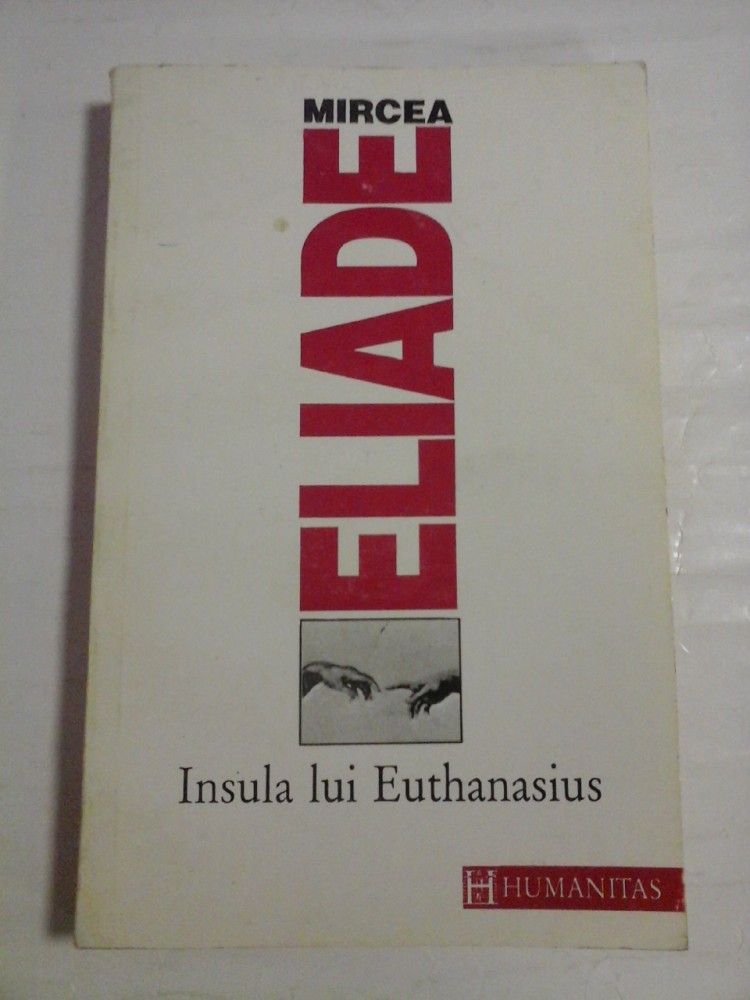 MIRCEA
ELIADE
Insula lui Euthanasius
HUMANITAS